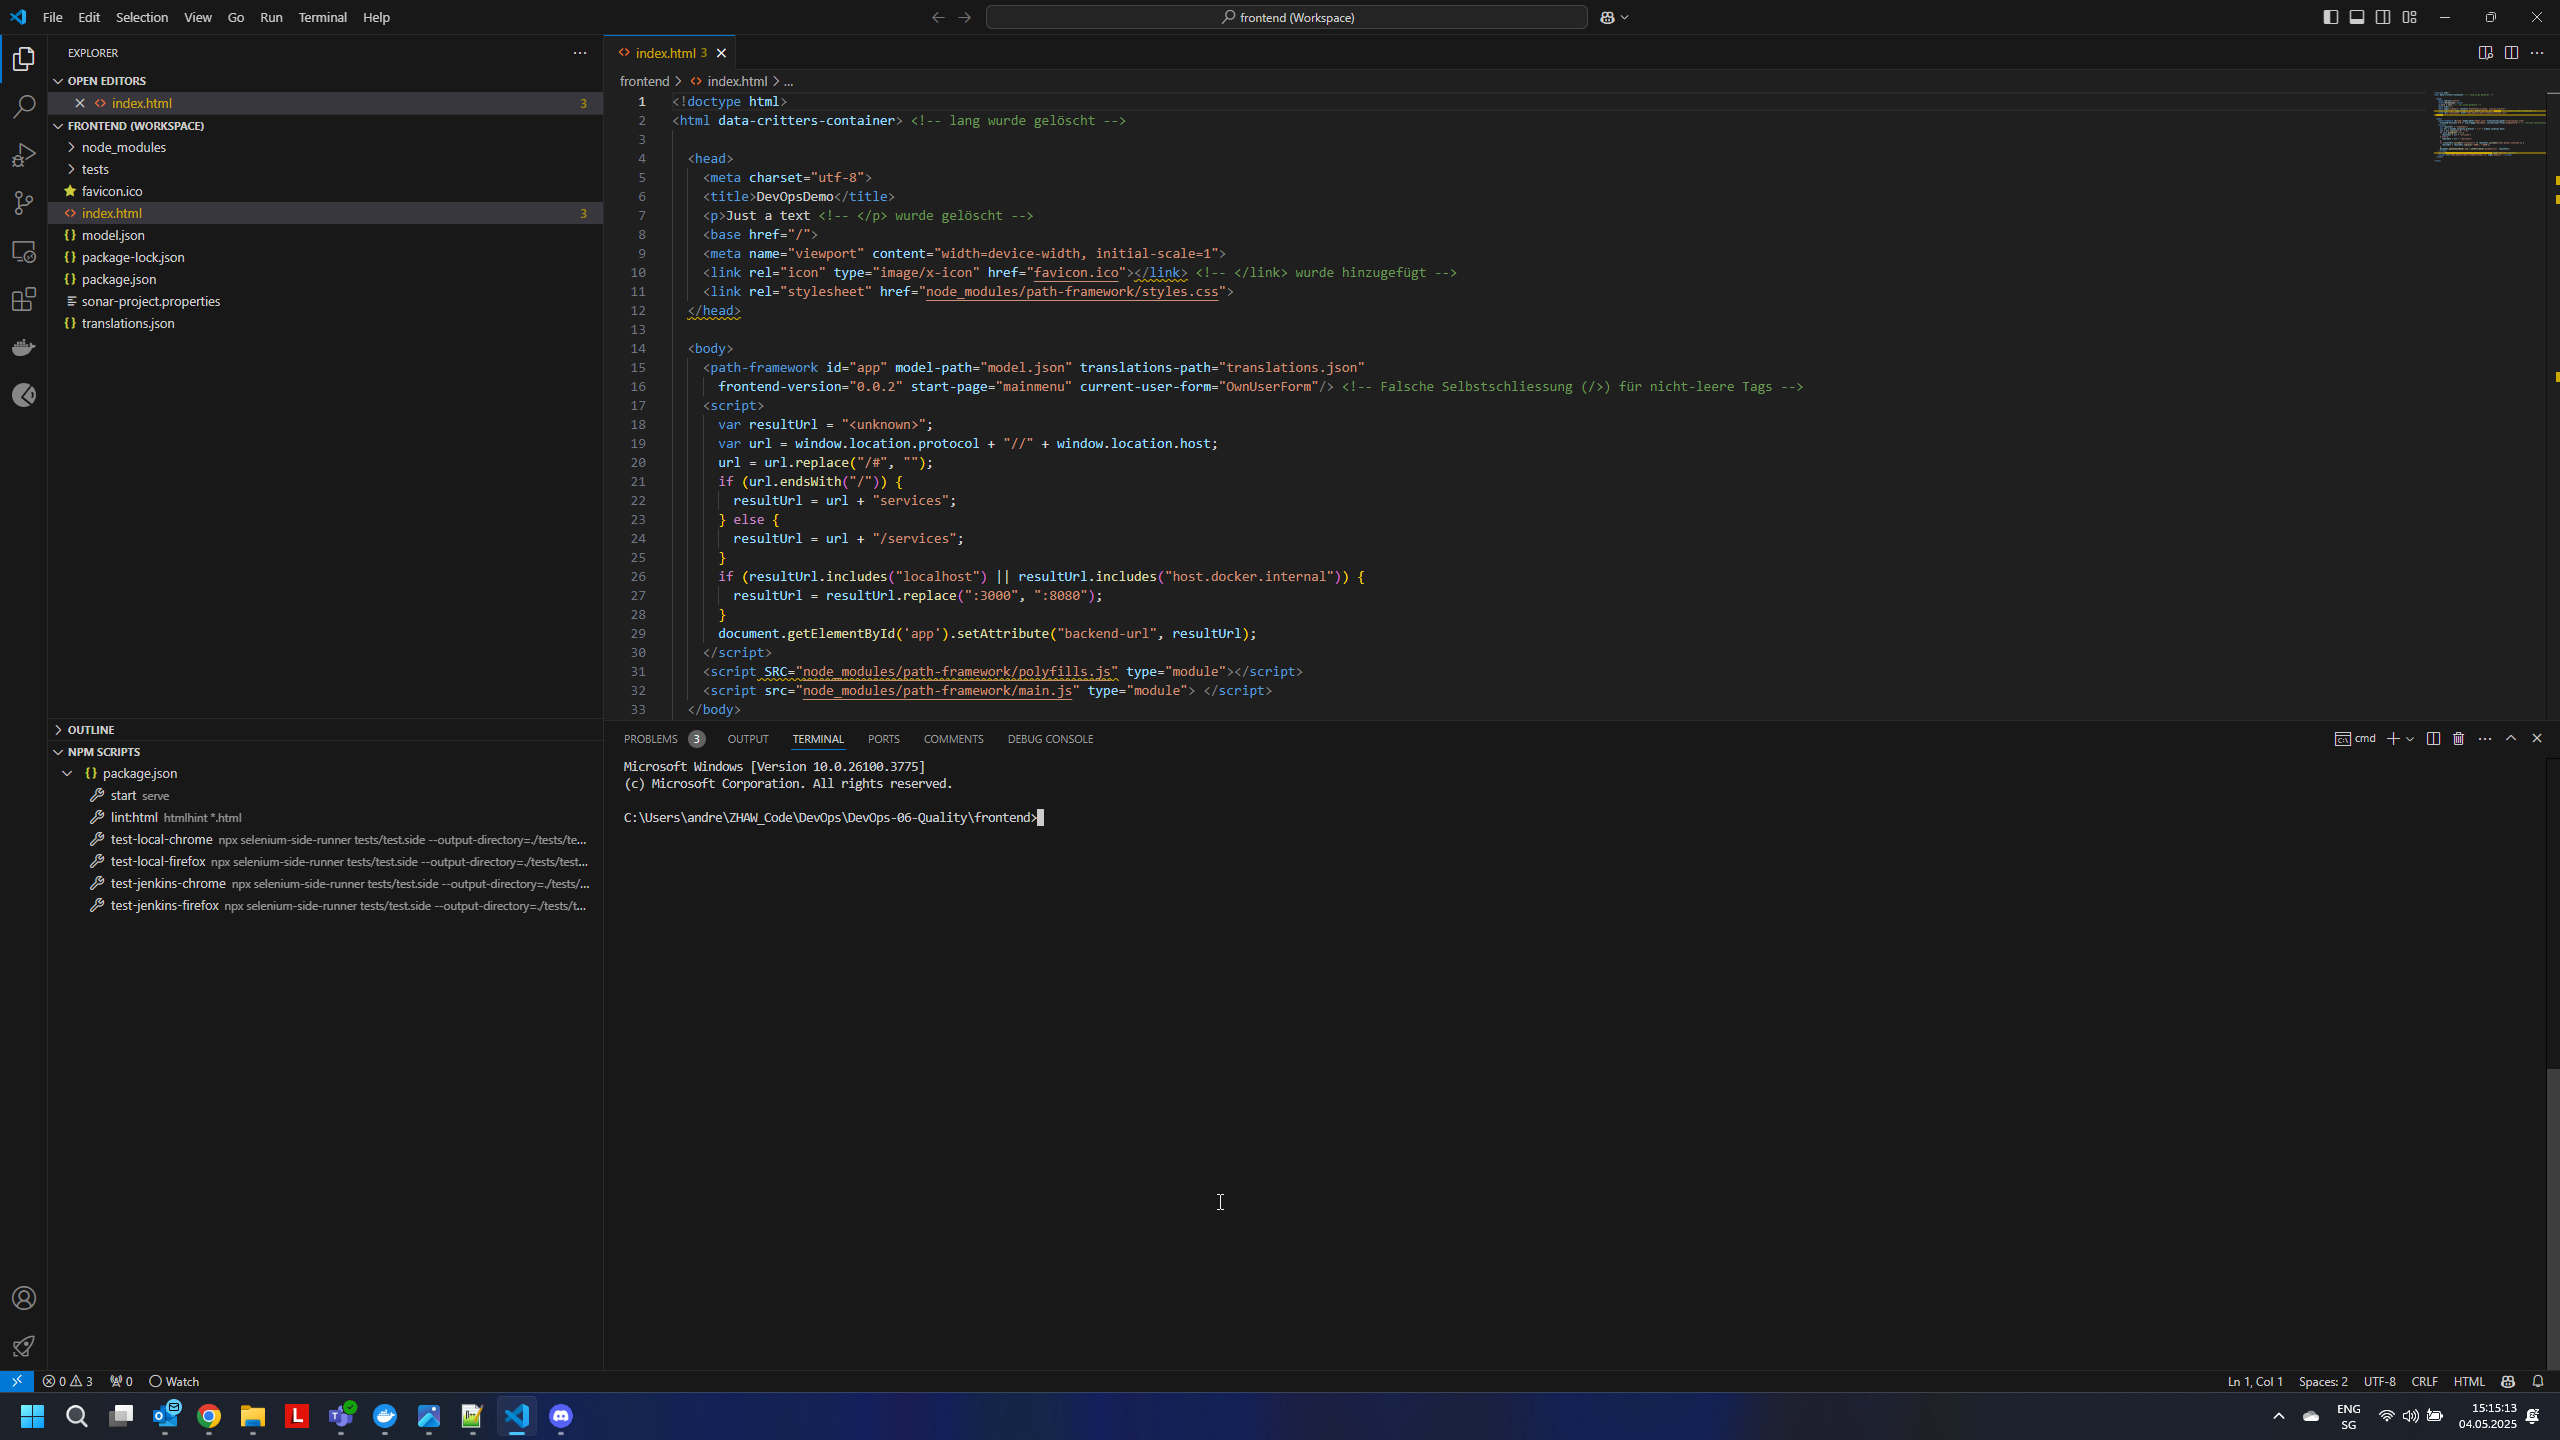 File Edit Selection View Go Run Terminal Help
frontend (Workspace)
EXPLORER
OPEN EDITORS
index.html 3
FRONTEND (WORKSPACE)
node_modules
tests
favicon.ico
index.html 3
model.json
package-lock.json
package.json
sonar-project.properties
translations.json
OUTLINE
NPM SCRIPTS
package.json
start serve
lint:html htmlhint *.html
test-local-chrome npx selenium-side-runner tests/test.side --output-directory=./tests/te...
test-local-firefox npx selenium-side-runner tests/test.side --output-directory=./tests/test...
test-jenkins-chrome npx selenium-side-runner tests/test.side --output-directory=./tests/...
test-jenkins-firefox npx selenium-side-runner tests/test.side --output-directory=./tests/t...
index.html 3
frontend > index.html > ...
1 <!doctype html>
2 <html data-critters-container> <!-- lang wurde gelöscht -->
3
4 <head>
5 <meta charset="utf-8">
6 <title>DevOpsDemo</title>
7 <p>Just a text <!-- </p> wurde gelöscht -->
8 <base href="/">
9 <meta name="viewport" content="width=device-width, initial-scale=1">
10 <link rel="icon" type="image/x-icon" href="favicon.ico"></link> <!-- </link> wurde hinzugefügt -->
11 <link rel="stylesheet" href="node_modules/path-framework/styles.css">
12 </head>
13
14 <body>
15 <path-framework id="app" model-path="model.json" translations-path="translations.json"
16 frontend-version="0.0.2" start-page="mainmenu" current-user-form="OwnUserForm"/> <!-- Falsche Selbstschliessung (/>) für nicht-leere Tags -->
17 <script>
18 var resultUrl = "<unknown>";
19 var url = window.location.protocol + "//" + window.location.host;
20 url = url.replace("/#", "");
21 if (url.endsWith("/")) {
22 resultUrl = url + "services";
23 } else {
24 resultUrl = url + "/services";
25 }
26 if (resultUrl.includes("localhost") || resultUrl.includes("host.docker.internal")) {
27 resultUrl = resultUrl.replace(":3000", ":8080");
28 }
29 document.getElementById('app').setAttribute("backend-url", resultUrl);
30 </script>
31 <script SRC="node_modules/path-framework/polyfills.js" type="module"></script>
32 <script src="node_modules/path-framework/main.js" type="module"> </script>
33 </body>
PROBLEMS 3 OUTPUT TERMINAL PORTS COMMENTS DEBUG CONSOLE
cmd
Microsoft Windows [Version 10.0.26100.3775]
(c) Microsoft Corporation. All rights reserved.
C:\Users\andre\ZHAW_Code\DevOps\DevOps-06-Quality\frontend>
0 3 0 Watch
Ln 1, Col 1 Spaces: 2 UTF-8 CRLF HTML
ENG
SG
15:15:13
04.05.2025